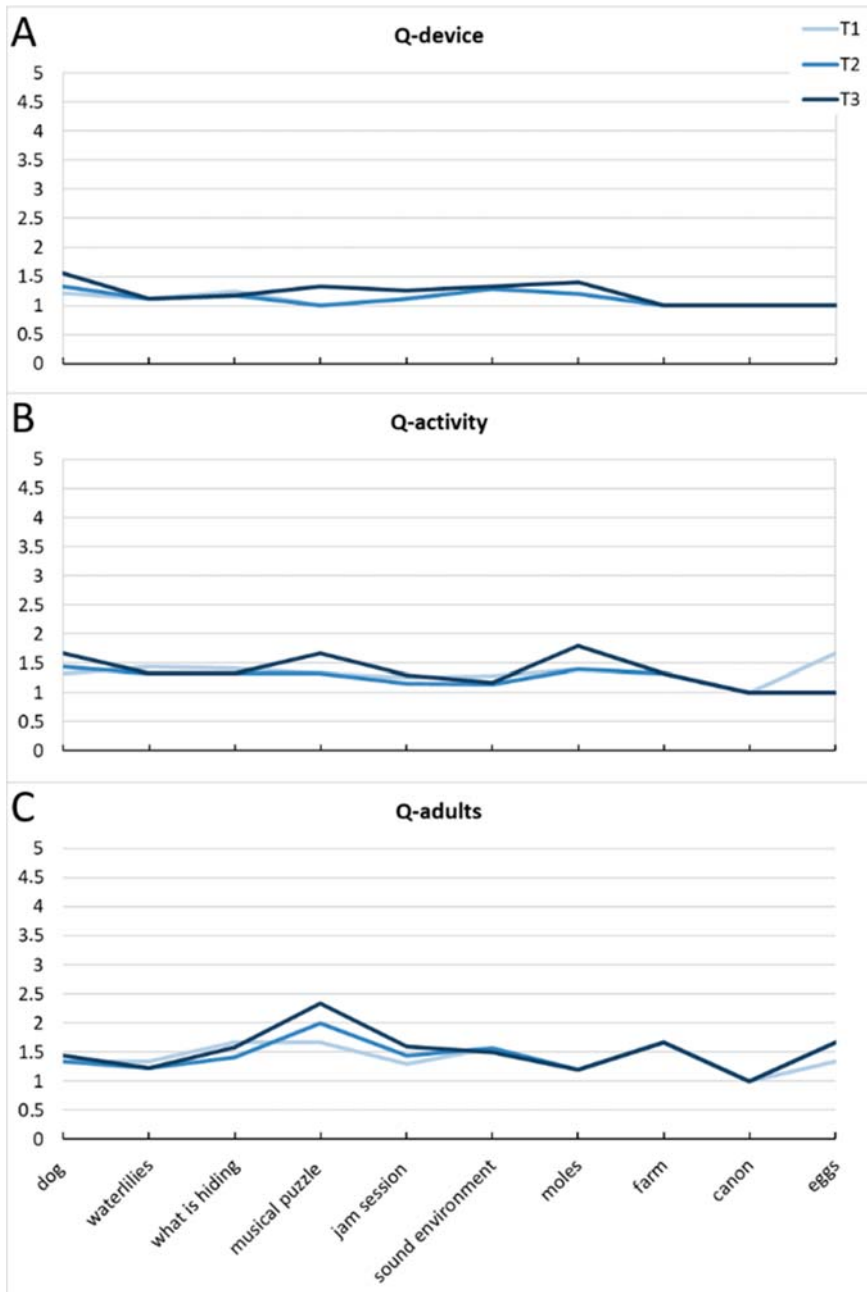 A
Q-device
T1
T2
T3
5
4.5
4
3.5
3
2.5
2
1.5
1
0.5
0
B
Q-activity
5
4.5
4
3.5
3
2.5
2
1.5
1
0.5
0
C
Q-adults
5
4.5
4
3.5
3
2.5
2
1.5
1
0.5
0
dog
waterlilies
what is hiding
musical puzzle
jam session
sound environment
moles
farm
canon
eggs